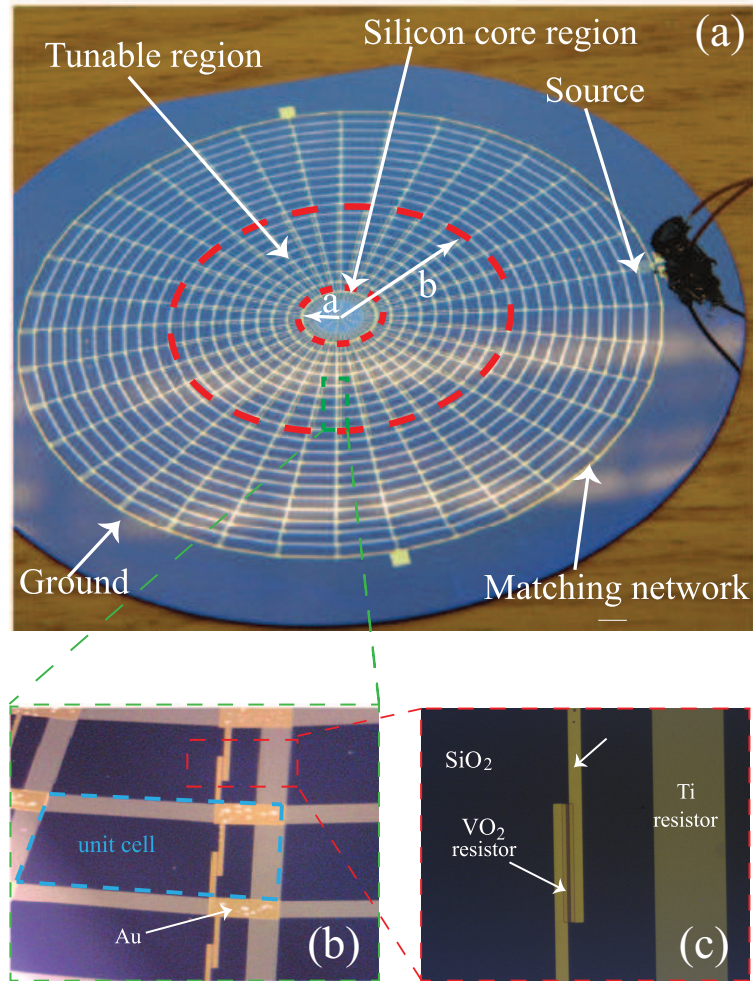 (a)
Silicon core region
Tunable region
Source
a
b
Ground
Matching network
unit cell
Au
(b)
SiO2
Ti
resistor
VO2
resistor
(c)